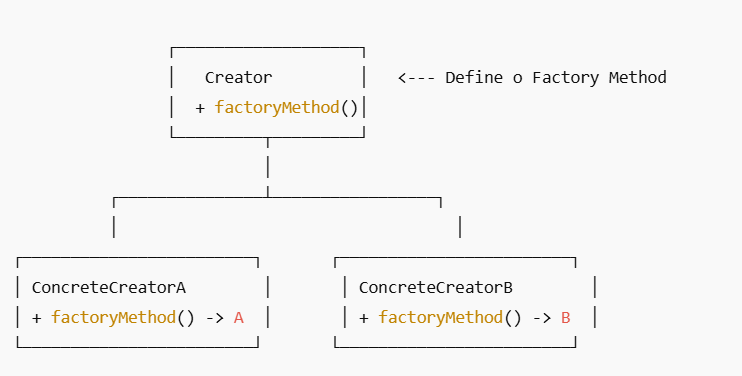 Creator <--- Define o Factory Method
+ factoryMethod()
ConcreteCreatorA ConcreteCreatorB
+ factoryMethod() -> A + factoryMethod() -> B